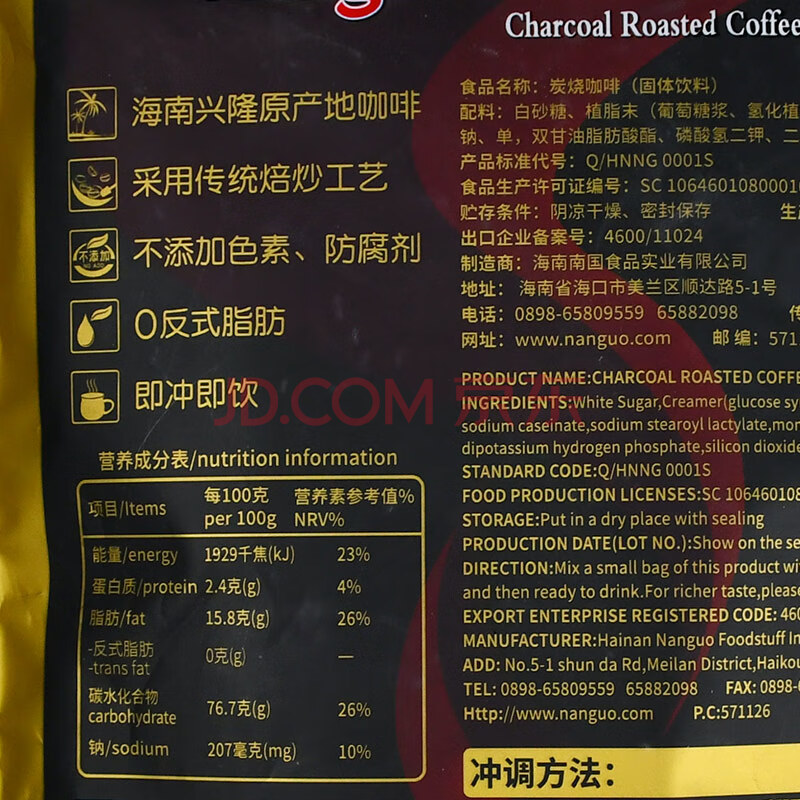 Charcoal Roasted Coffee
海南兴隆原产地咖啡
采用传统焙炒工艺
不添加
不添加色素、防腐剂
0反式脂肪
即冲即饮
JD.COM 京东
营养成分表/nutrition information
项目/Items 每100克 per 100g 营养素参考值% NRV%
能量/energy 1929千焦(kJ) 23%
蛋白质/protein 2.4克(g) 4%
脂肪/fat 15.8克(g) 26%
-反式脂肪 -trans fat 0克(g) —
碳水化合物 carbohydrate 76.7克(g) 26%
钠/sodium 207毫克(mg) 10%
食品名称：炭烧咖啡（固体饮料）
配料：白砂糖、植脂末（葡萄糖浆、氢化植
钠、单，双甘油脂肪酸酯、磷酸氢二钾、二
产品标准代号：Q/HNNG 0001S
食品生产许可证编号：SC 1064601080001
贮存条件：阴凉干燥、密封保存 生
出口企业备案号：4600/11024
制造商：海南南国食品实业有限公司
地址：海南省海口市美兰区顺达路5-1号
电话：0898-65809559 65882098
网址：www.nanguo.com 邮编：571
PRODUCT NAME:CHARCOAL ROASTED COFFE
INGREDIENTS:White Sugar,Creamer(glucose sy
sodium caseinate,sodium stearoyl lactylate,mon
dipotassium hydrogen phosphate,silicon dioxide
STANDARD CODE:Q/HNNG 0001S
FOOD PRODUCTION LICENSES:SC 10646010
STORAGE:Put in a dry place with sealing
PRODUCTION DATE(LOT NO.):Show on the se
DIRECTION:Mix a small bag of this product wi
and then ready to drink.For richer taste,please
EXPORT ENTERPRISE REGISTERED CODE: 460
MANUFACTURER:Hainan Nanguo Foodstuff In
ADD: No.5-1 shun da Rd,Meilan District,Haikou
TEL: 0898-65809559 65882098 FAX: 0898-
Http://www.nanguo.com P.C:571126
冲调方法：